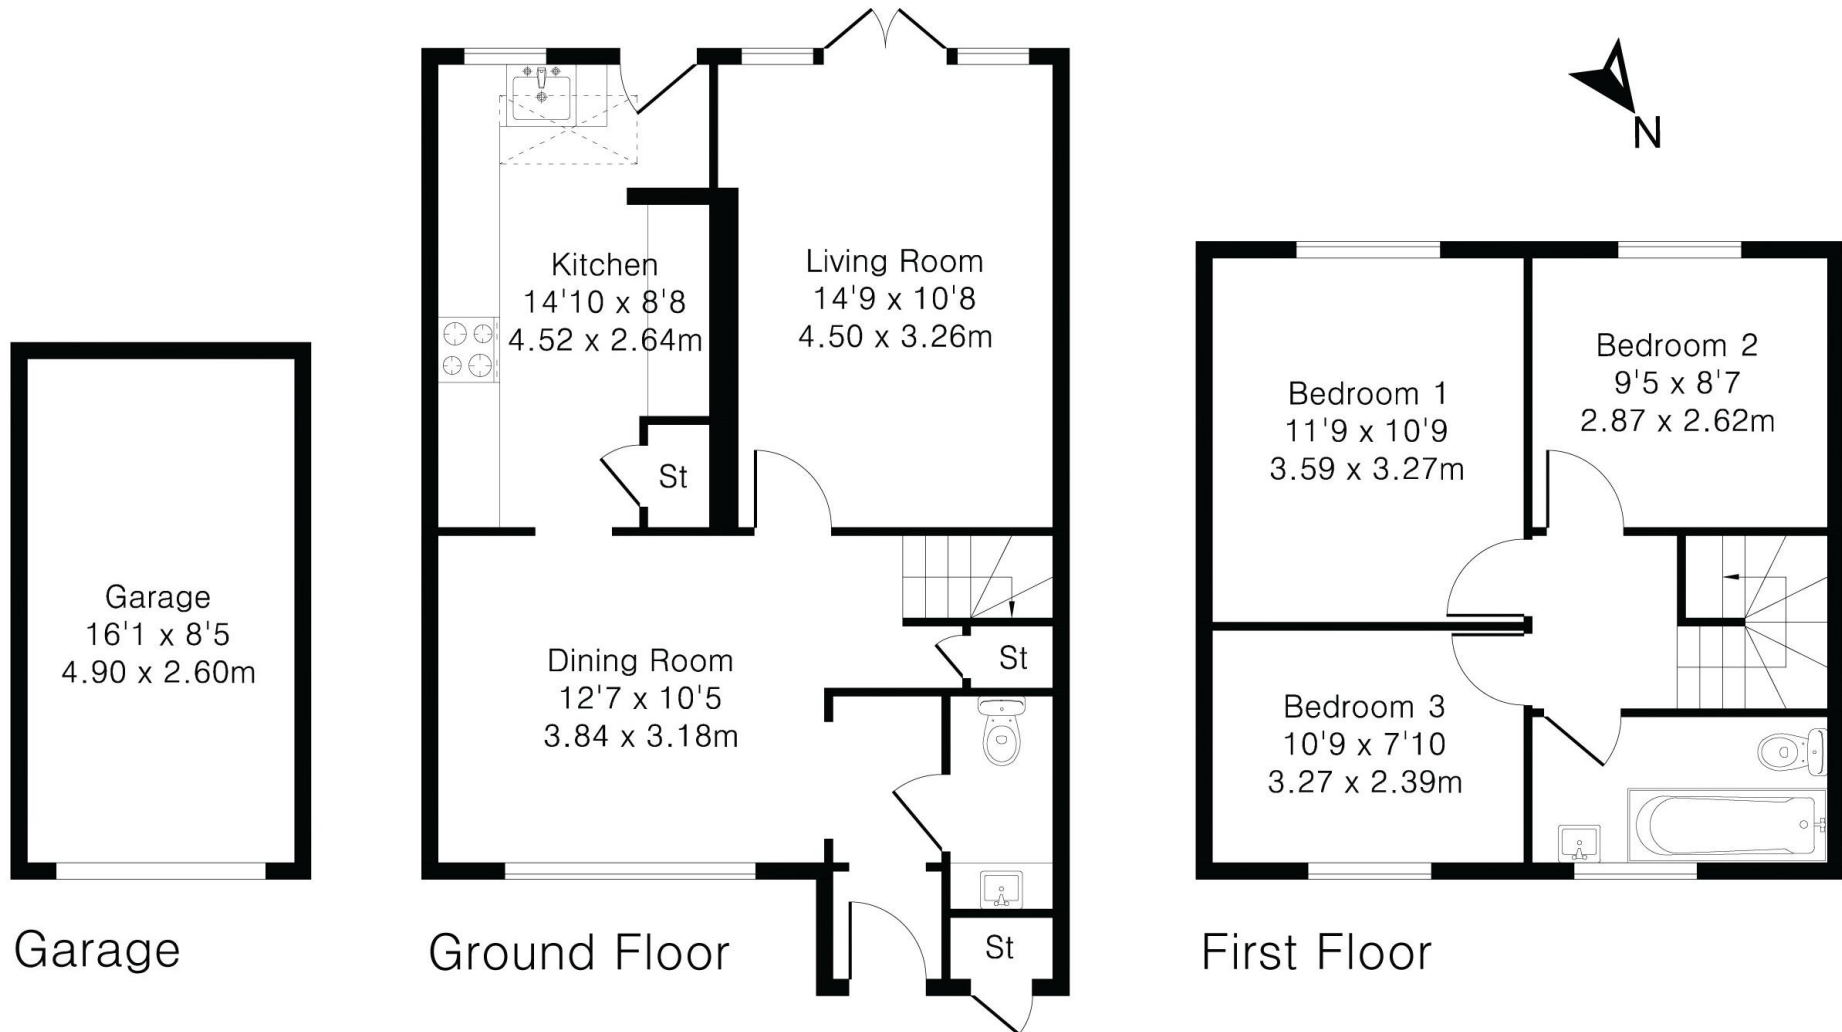 N
Kitchen
14'10 x 8'8
4.52 x 2.64m
Living Room
14'9 x 10'8
4.50 x 3.26m
St
Dining Room
12'7 x 10'5
3.84 x 3.18m
St
St
Garage
16'1 x 8'5
4.90 x 2.60m
Bedroom 1
11'9 x 10'9
3.59 x 3.27m
Bedroom 2
9'5 x 8'7
2.87 x 2.62m
Bedroom 3
10'9 x 7'10
3.27 x 2.39m
Garage
Ground Floor
First Floor